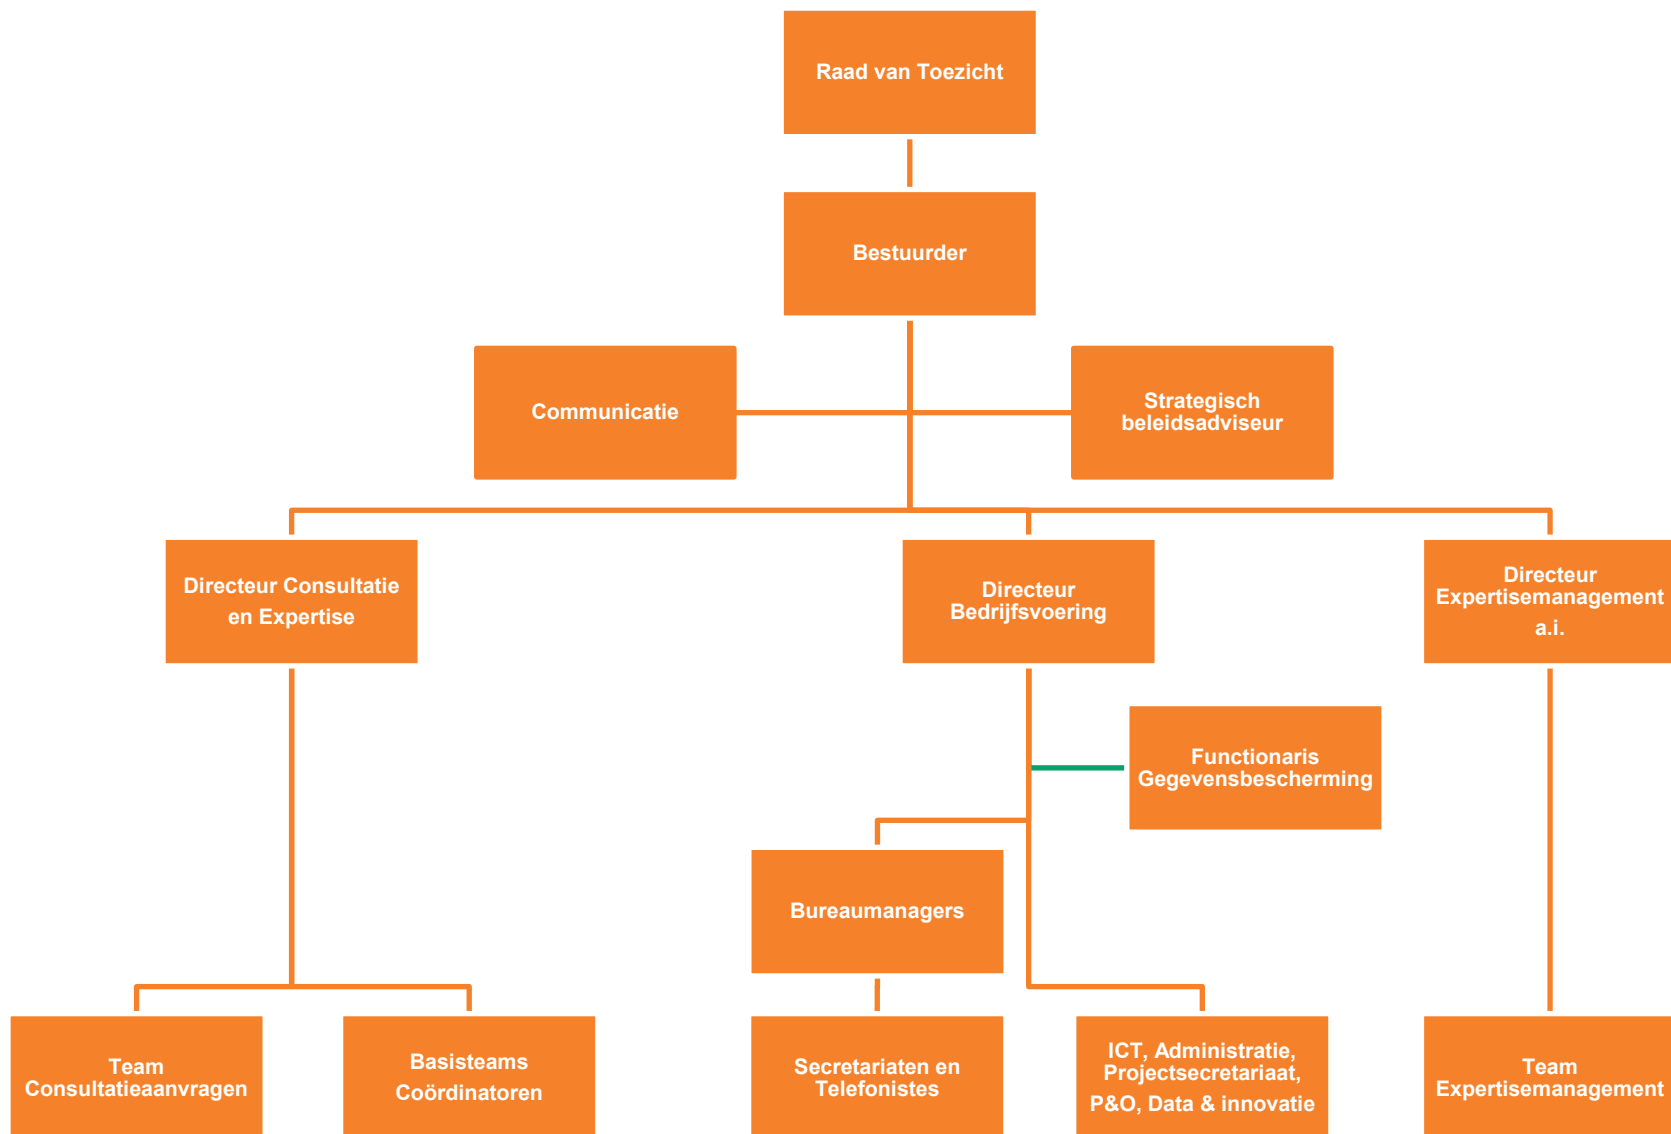 Raad van Toezicht
Bestuurder
Communicatie
Strategisch
beleidsadviseur
Directeur Consultatie
en Expertise
Directeur
Bedrijfsvoering
Directeur
Expertisemanagement
a.i.
Functionaris
Gegevensbescherming
Bureaumanagers
Team
Consultatieaanvragen
Basisteams
Coördinatoren
Secretariaten en
Telefonistes
ICT, Administratie,
Projectsecretariaat,
P&O, Data & innovatie
Team
Expertisemanagement